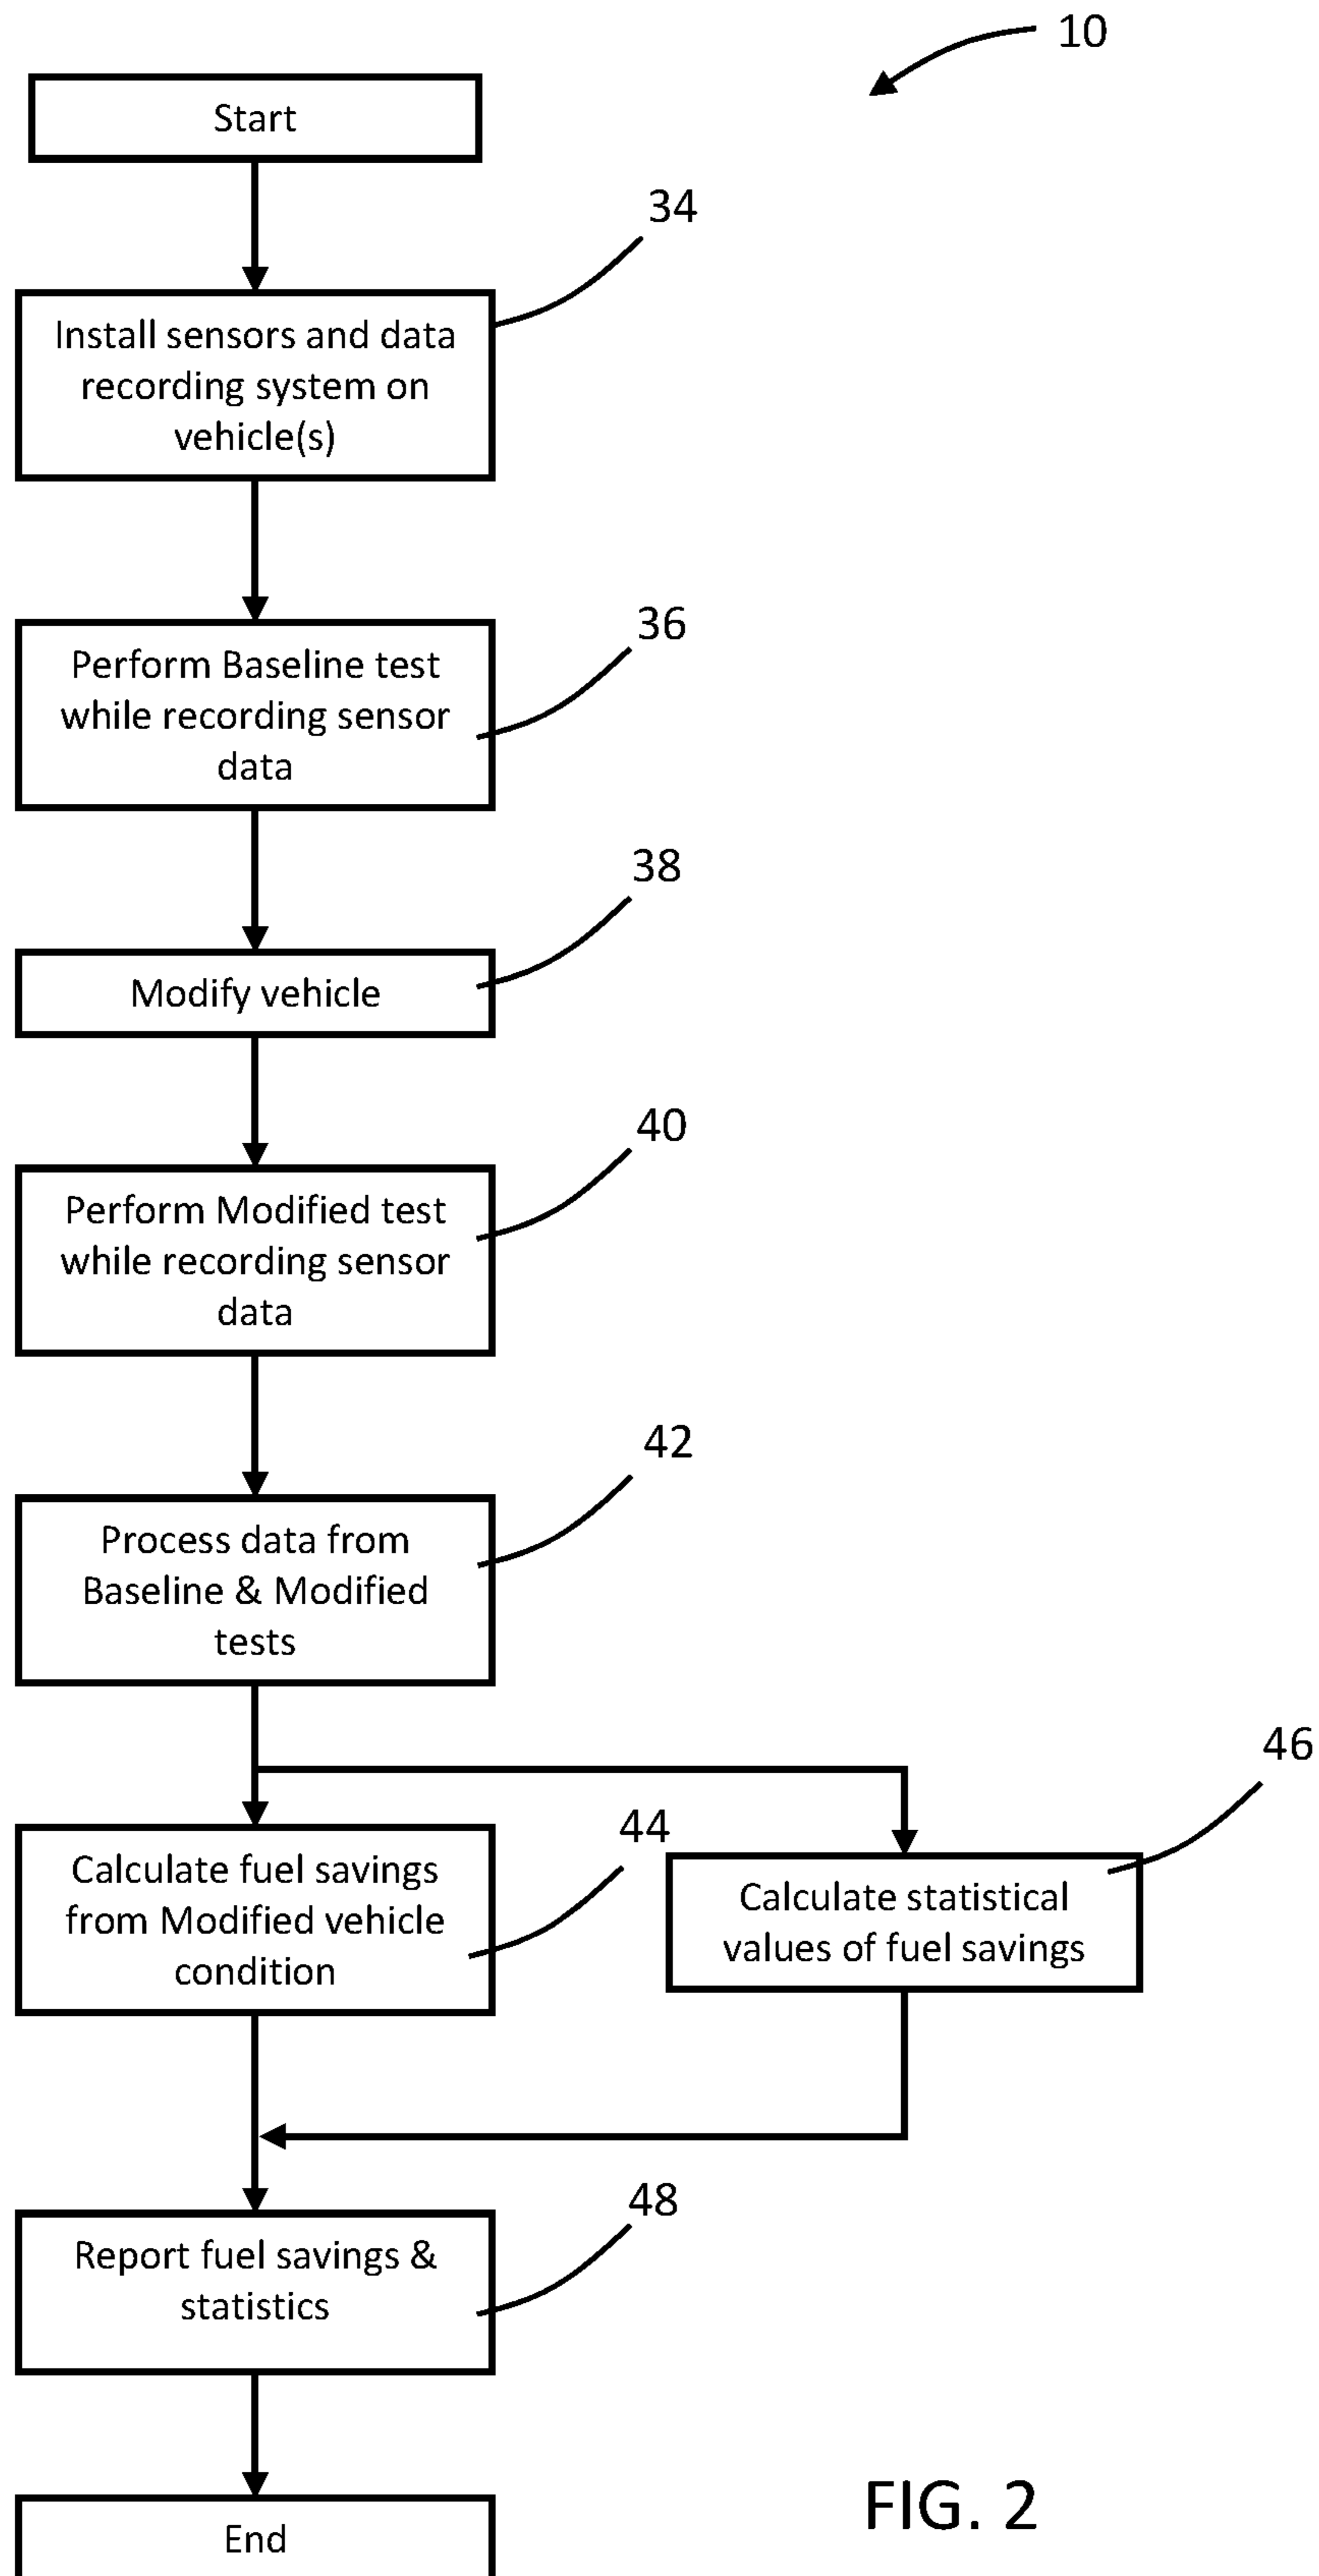 10
Start
34
Install sensors and data
recording system on
vehicle(s)
36
Perform Baseline test
while recording sensor
data
38
Modify vehicle
40
Perform Modified test
while recording sensor
data
42
Process data from
Baseline & Modified
tests
44
Calculate fuel savings
from Modified vehicle
condition
46
Calculate statistical
values of fuel savings
48
Report fuel savings &
statistics
End
FIG. 2